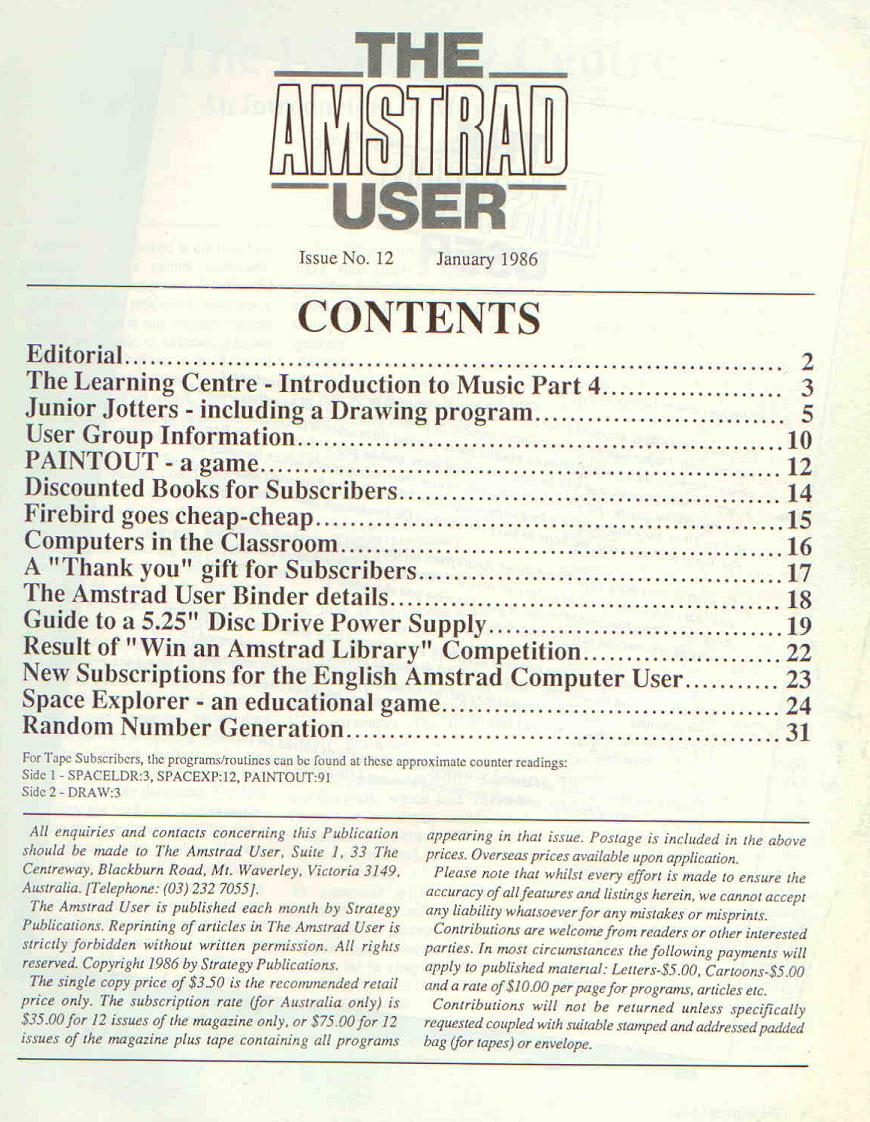 THE
AMSTRAD
USER
Issue No. 12 January 1986
CONTENTS
Editorial........................................................................................ 2
The Learning Centre - Introduction to Music Part 4........................ 3
Junior Jotters - including a Drawing program................................. 5
User Group Information................................................................10
PAINTOUT - a game.....................................................................12
Discounted Books for Subscribers................................................. 14
Firebird goes cheap-cheap............................................................15
Computers in the Classroom......................................................... 16
A "Thank you" gift for Subscribers............................................... 17
The Amstrad User Binder details................................................... 18
Guide to a 5.25" Disc Drive Power Supply......................................19
Result of "Win an Amstrad Library" Competition.......................... 22
New Subscriptions for the English Amstrad Computer User........... 23
Space Explorer - an educational game............................................ 24
Random Number Generation.........................................................31
For Tape Subscribers, the programs/routines can be found at these approximate counter readings:
Side 1 - SPACELDR:3, SPACEXP:12, PAINTOUT:91
Side 2 - DRAW:3
All enquiries and contacts concerning this Publication
should be made to The Amstrad User, Suite 1, 33 The
Centreway, Blackburn Road, Mt. Waverley, Victoria 3149,
Australia. [Telephone: (03) 232 7055].
The Amstrad User is published each month by Strategy
Publications. Reprinting of articles in The Amstrad User is
strictly forbidden without written permission. All rights
reserved. Copyright 1986 by Strategy Publications.
The single copy price of $3.50 is the recommended retail
price only. The subscription rate (for Australia only) is
$35.00 for 12 issues of the magazine only, or $75.00 for 12
issues of the magazine plus tape containing all programs
appearing in that issue. Postage is included in the above
prices. Overseas prices available upon application.
Please note that whilst every effort is made to ensure the
accuracy of all features and listings herein, we cannot accept
any liability whatsoever for any mistakes or misprints.
Contributions are welcome from readers or other interested
parties. In most circumstances the following payments will
apply to published material: Letters-$5.00, Cartoons-$5.00
and a rate of $10.00 per page for programs, articles etc.
Contributions will not be returned unless specifically
requested coupled with suitable stamped and addressed padded
bag (for tapes) or envelope.